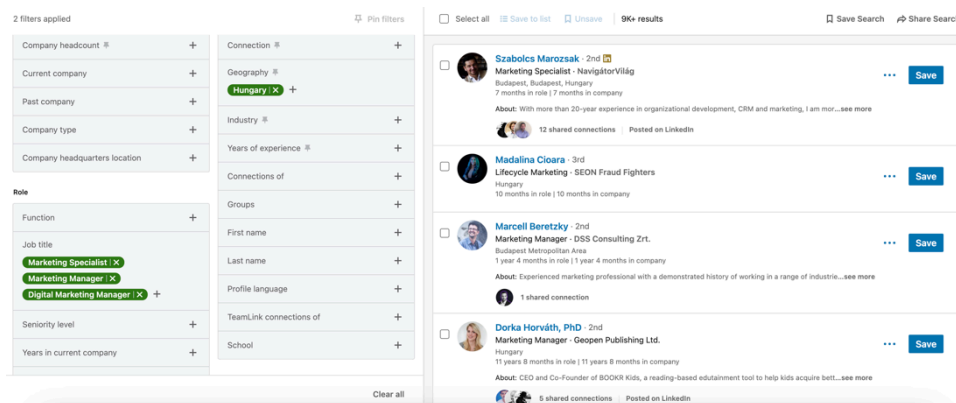 2 filters applied
Pin filters
Company headcount
Current company
Past company
Company type
Company headquarters location
Role
Function
Job title
Marketing Specialist
Marketing Manager
Digital Marketing Manager
Seniority level
Years in current company
Connection
Geography
Hungary
Industry
Years of experience
Connections of
Groups
First name
Last name
Profile language
TeamLink connections of
School
Clear all
Select all Save to list Unsave 9K+ results Save Search Share Searc
Szabolcs Marozsak · 2nd in
Marketing Specialist · NavigátorVilág
Budapest, Budapest, Hungary
7 months in role | 7 months in company
About: With more than 20-year experience in organizational development, CRM and marketing, I am mor...see more
12 shared connections Posted on LinkedIn
Save
Madalina Cioara · 3rd
Lifecycle Marketing · SEON Fraud Fighters
Hungary
10 months in role | 10 months in company
Save
Marcell Beretzky · 2nd
Marketing Manager · DSS Consulting Zrt.
Budapest Metropolitan Area
1 year 4 months in role | 1 year 4 months in company
About: Experienced marketing professional with a demonstrated history of working in a range of industrie...see more
1 shared connection
Save
Dorka Horváth, PhD · 2nd
Marketing Manager · Geopen Publishing Ltd.
Hungary
11 years 8 months in role | 11 years 8 months in company
About: CEO and Co-Founder of BOOKR Kids, a reading-based edutainment tool to help kids acquire bett...see more
5 shared connections Posted on LinkedIn
Save